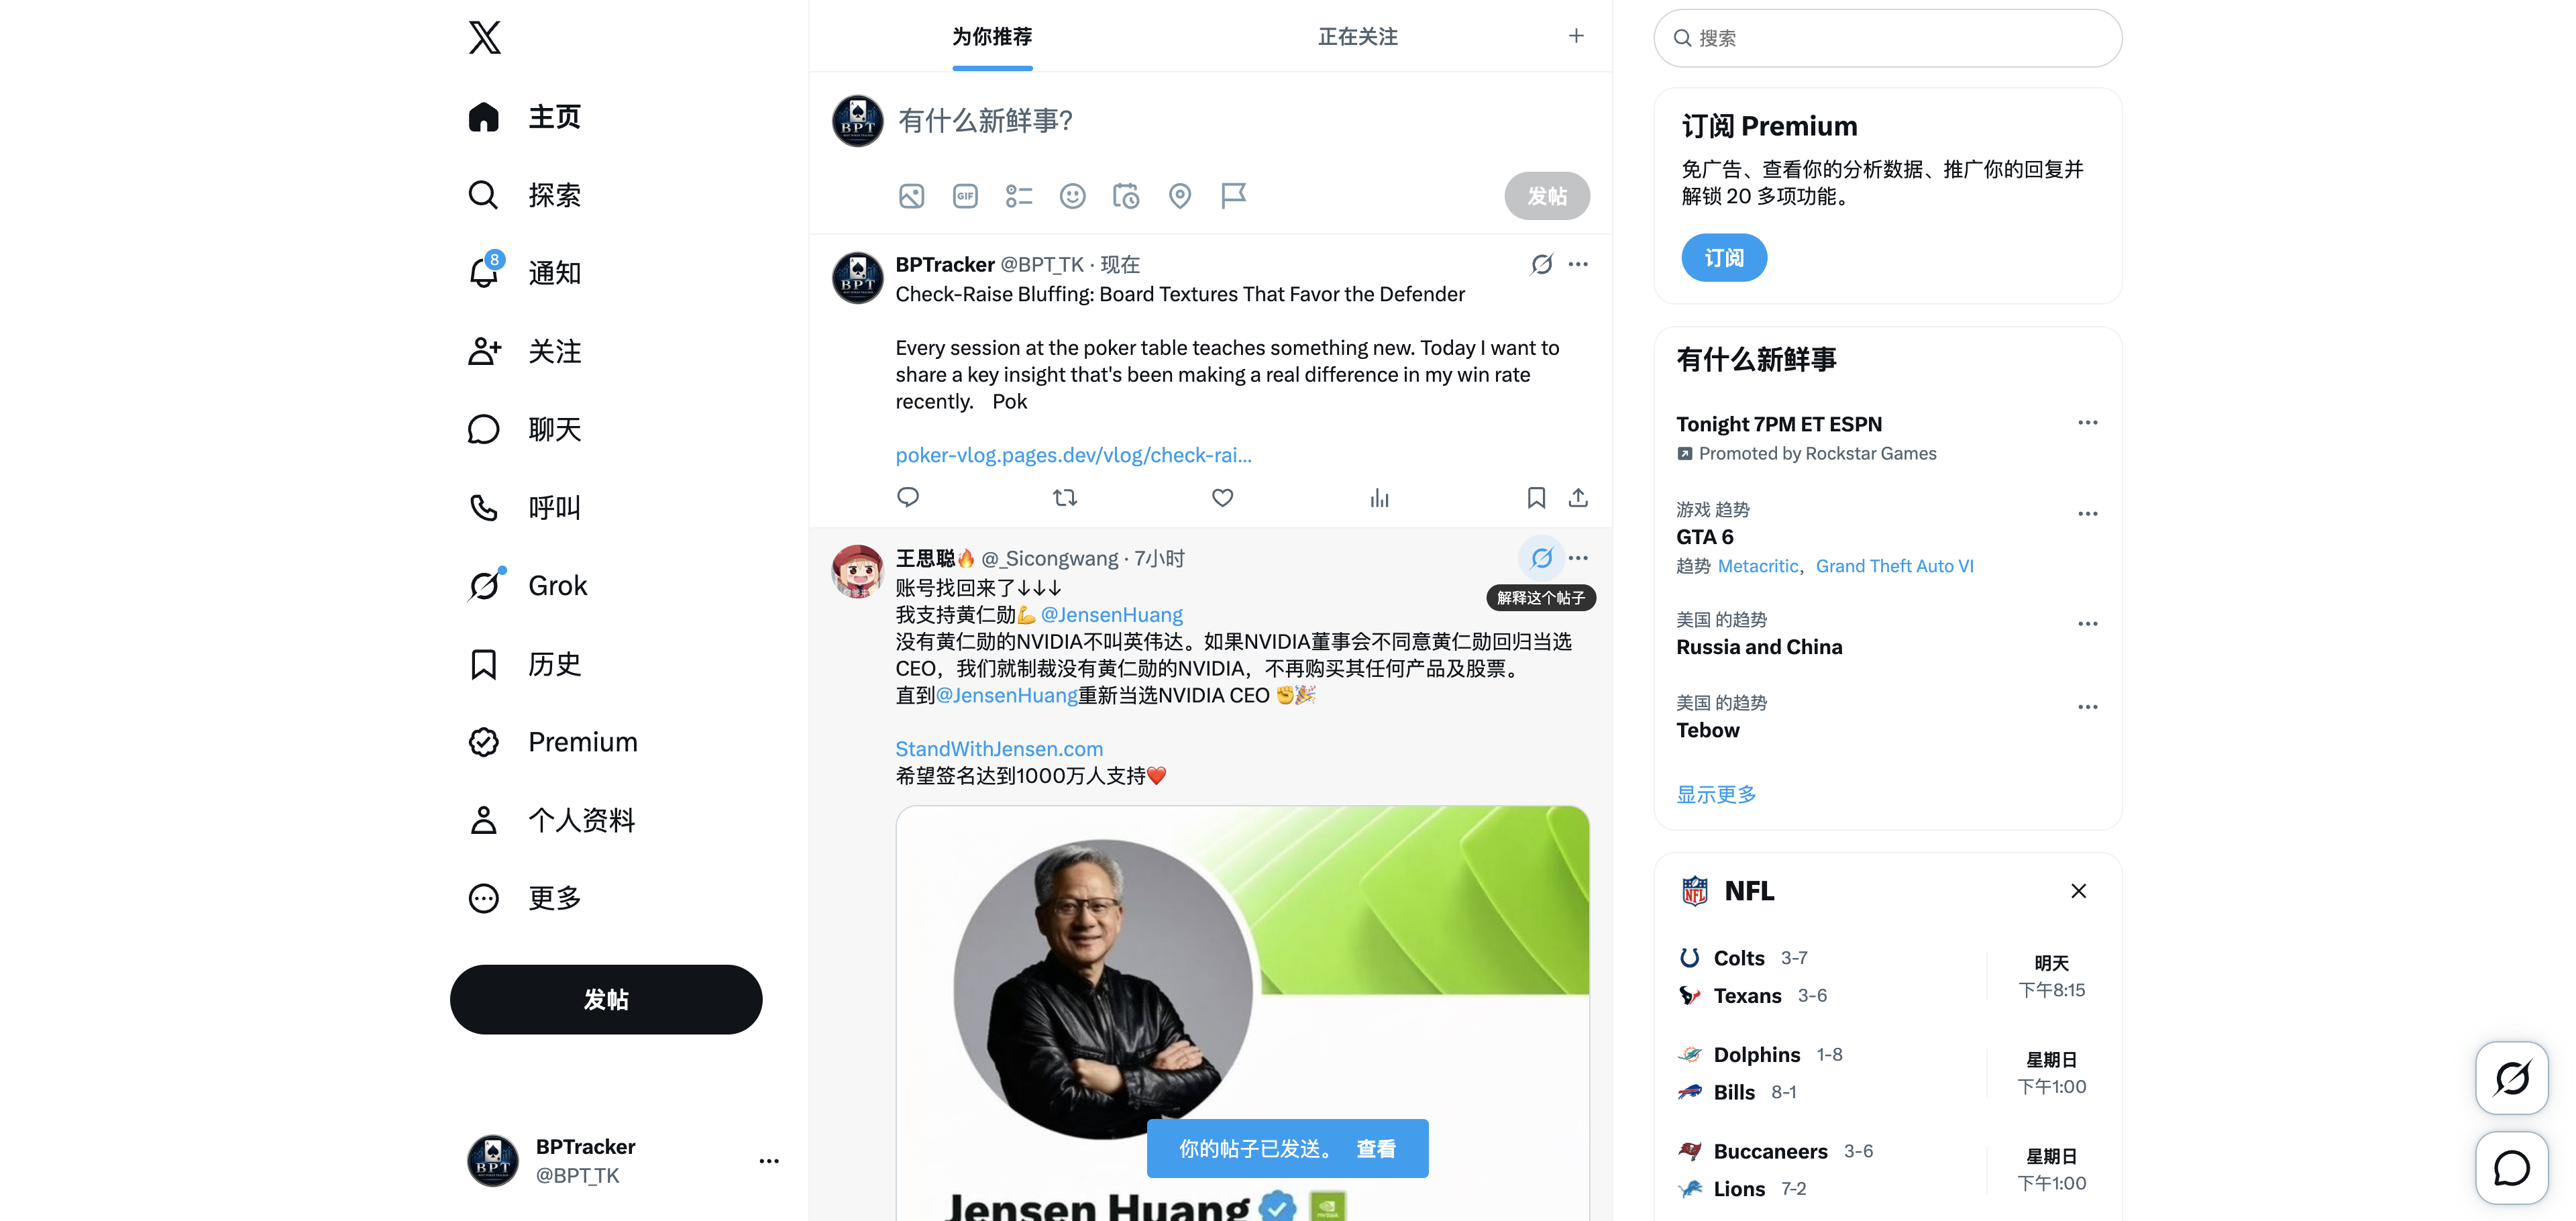 主页
探索
8
通知
关注
聊天
呼叫
Grok
历史
Premium
个人资料
更多
发帖
BPTracker
@BPT_TK
为你推荐
正在关注
有什么新鲜事?
GIF
发帖
BPTracker @BPT_TK · 现在
Check-Raise Bluffing: Board Textures That Favor the Defender
Every session at the poker table teaches something new. Today I want to
share a key insight that's been making a real difference in my win rate
recently. Pok
poker-vlog.pages.dev/vlog/check-rai...
王思聪🔥 @_Sicongwang · 7小时
解释这个帖子
账号找回来了↓↓↓
我支持黄仁勋💪 @JensenHuang
没有黄仁勋的NVIDIA不叫英伟达。如果NVIDIA董事会不同意黄仁勋回归当选
CEO，我们就制裁没有黄仁勋的NVIDIA，不再购买其任何产品及股票。
直到@JensenHuang重新当选NVIDIA CEO ✊🎉
StandWithJensen.com
希望签名达到1000万人支持❤️
你的帖子已发送。 查看
Jensen Huang
搜索
订阅 Premium
免广告、查看你的分析数据、推广你的回复并
解锁 20 多项功能。
订阅
有什么新鲜事
Tonight 7PM ET ESPN
Promoted by Rockstar Games
游戏 趋势
GTA 6
趋势 Metacritic， Grand Theft Auto VI
美国 的趋势
Russia and China
美国 的趋势
Tebow
显示更多
NFL
Colts 3-7
Texans 3-6
明天
下午8:15
Dolphins 1-8
Bills 8-1
星期日
下午1:00
Buccaneers 3-6
Lions 7-2
星期日
下午1:00